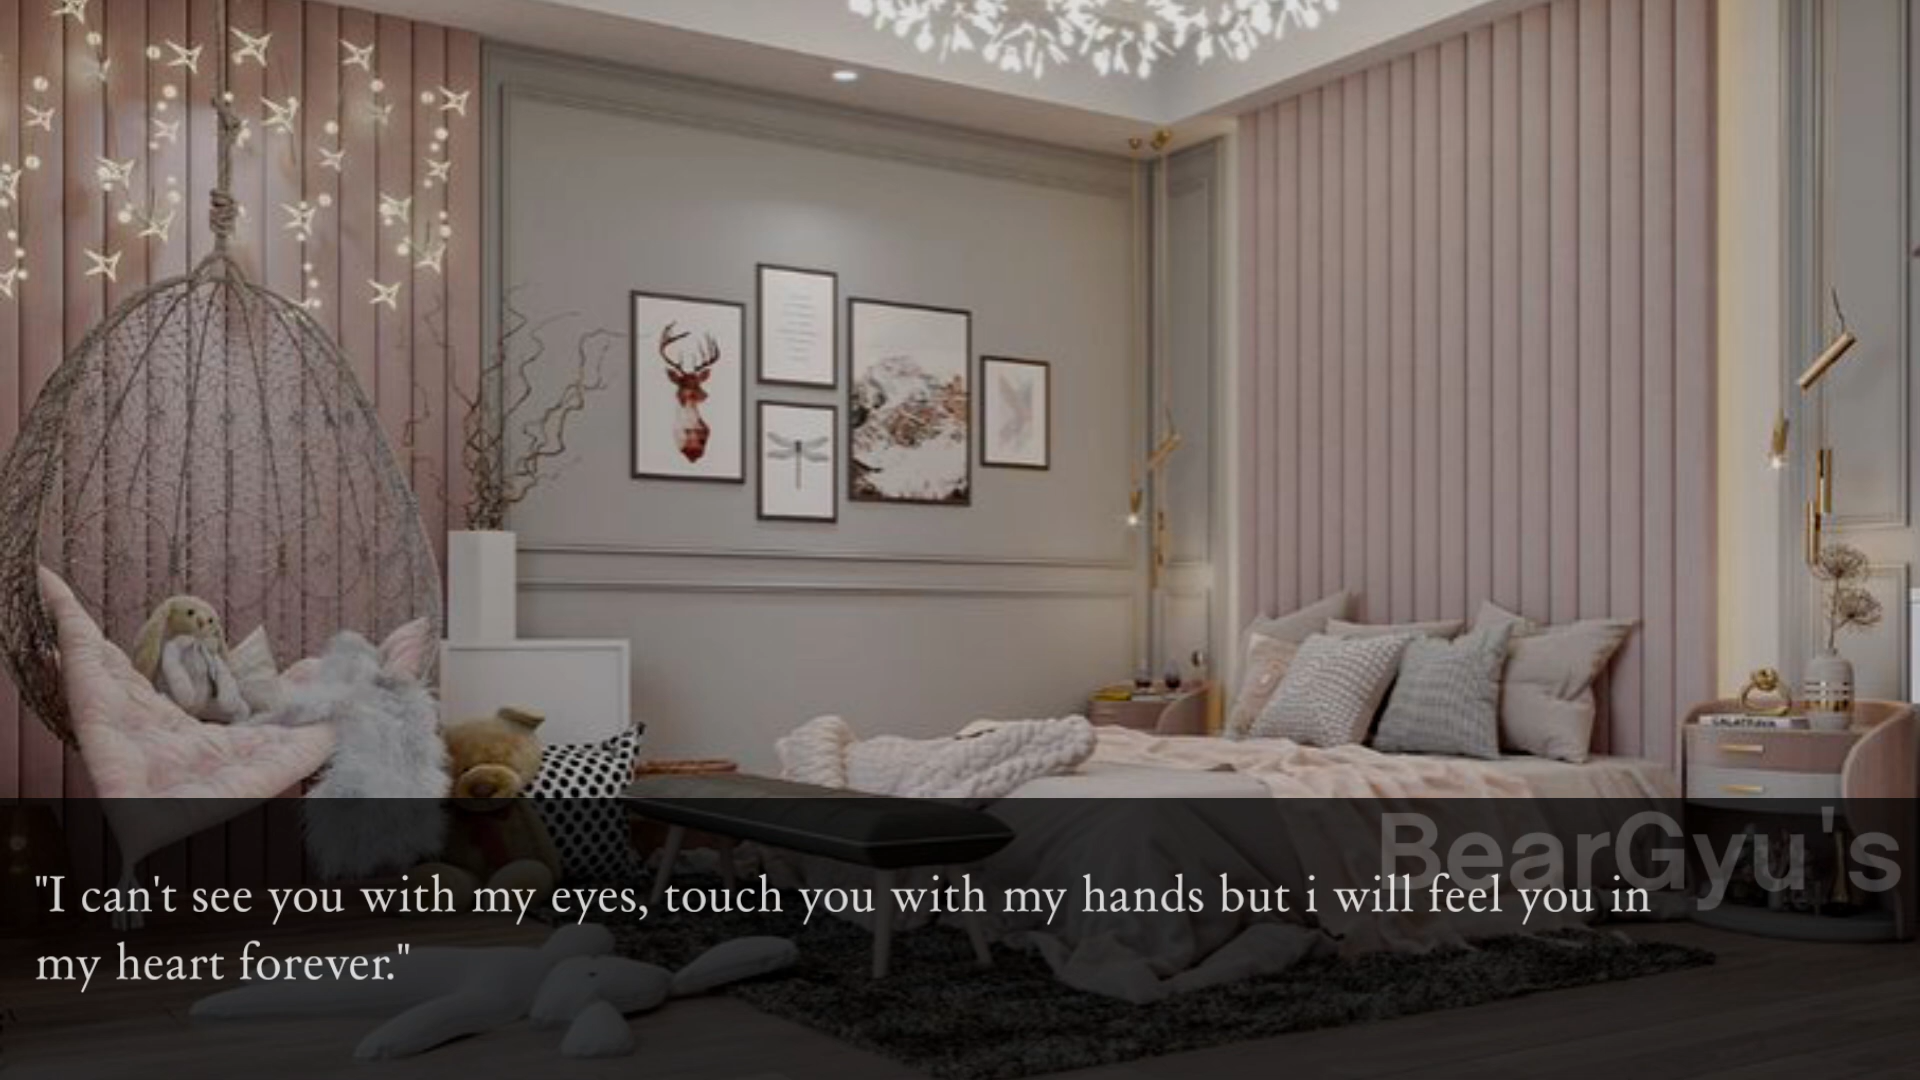 CALATRAVA
BearGyu's
"I can't see you with my eyes, touch you with my hands but i will feel you in
my heart forever."